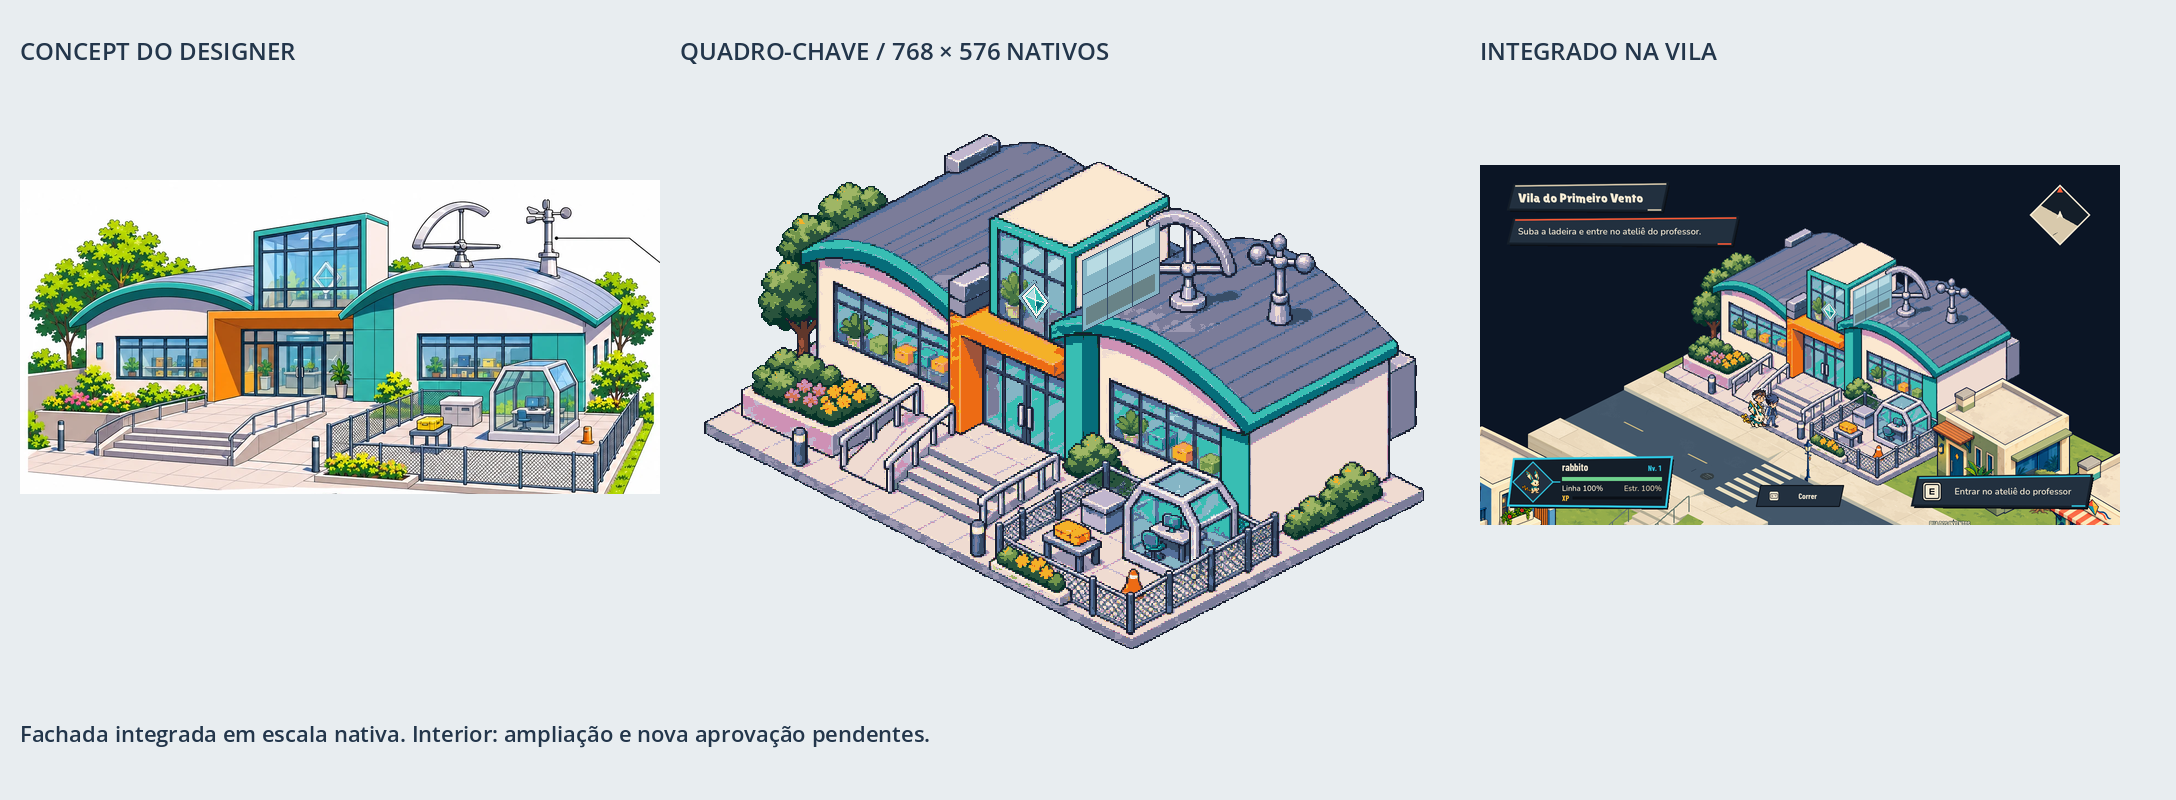 CONCEPT DO DESIGNER
QUADRO-CHAVE / 768 × 576 NATIVOS
INTEGRADO NA VILA
Vila do Primeiro Vento
Suba a ladeira e entre no ateliê do professor.
rabbito
Nv. 1
Linha 100%
Estr. 100%
XP
Correr
E
Entrar no ateliê do professor
Fachada integrada em escala nativa. Interior: ampliação e nova aprovação pendentes.